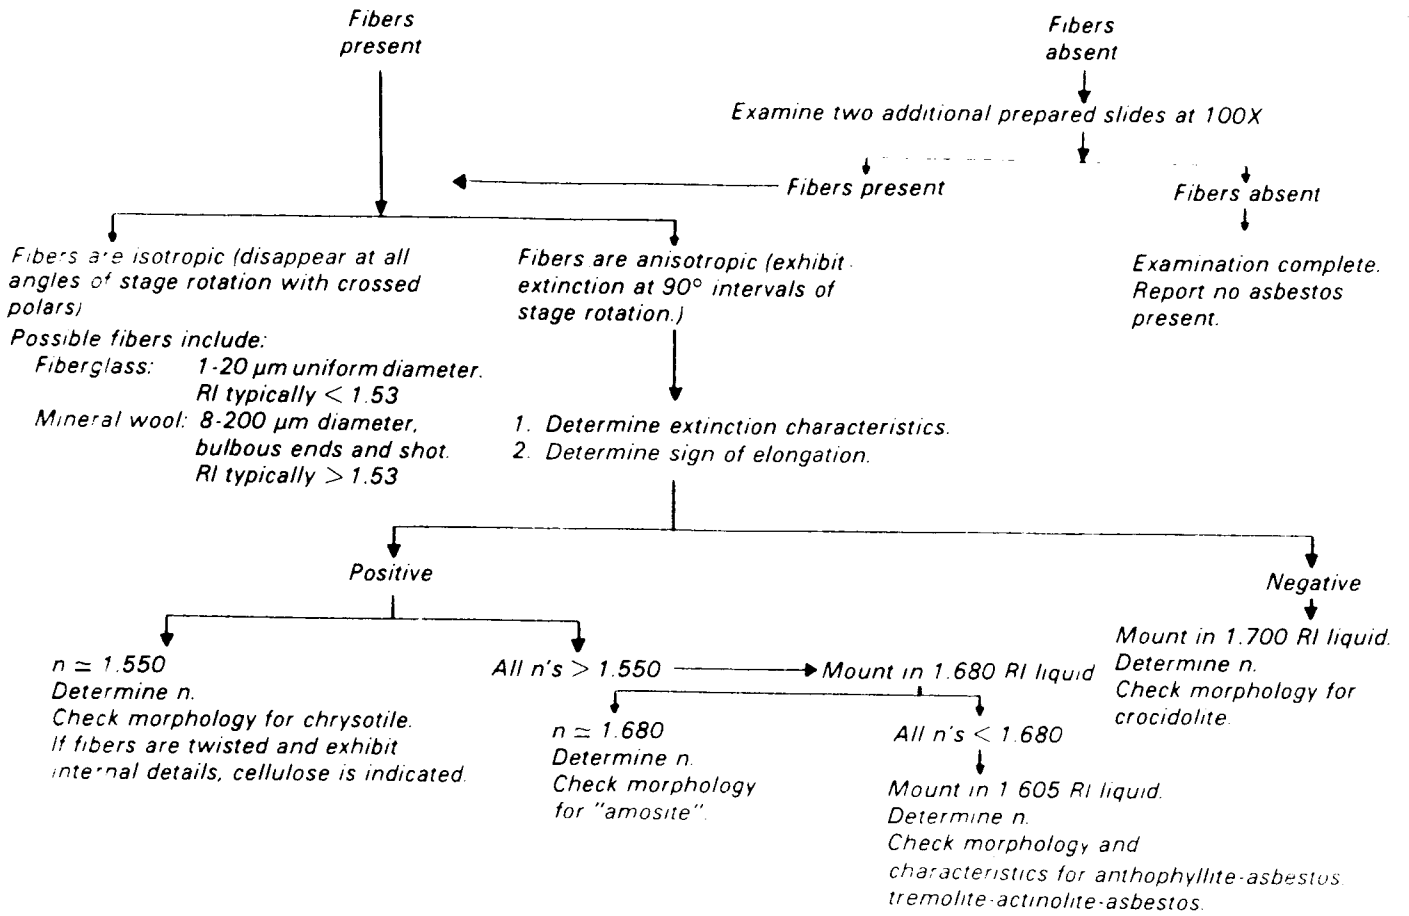 Fibers
present
Fibers
absent
Examine two additional prepared slides at 100X
Fibers present
Fibers absent
Examination complete.
Report no asbestos
present.
Fibers are isotropic (disappear at all
angles of stage rotation with crossed
polars)
Possible fibers include:
Fiberglass: 1-20 µm uniform diameter.
RI typically < 1.53
Mineral wool: 8-200 µm diameter,
bulbous ends and shot.
RI typically > 1.53
Fibers are anisotropic (exhibit
extinction at 90° intervals of
stage rotation.)
1. Determine extinction characteristics.
2. Determine sign of elongation.
Positive
Negative
n ≃ 1.550
Determine n.
Check morphology for chrysotile.
If fibers are twisted and exhibit
internal details, cellulose is indicated.
All n's > 1.550
Mount in 1.680 RI liquid
n ≃ 1.680
Determine n.
Check morphology
for "amosite".
All n's < 1.680
Mount in 1 605 RI liquid.
Determine n.
Check morphology and
characteristics for anthophyllite-asbestos
tremolite-actinolite-asbestos.
Mount in 1.700 RI liquid.
Determine n.
Check morphology for
crocidolite.